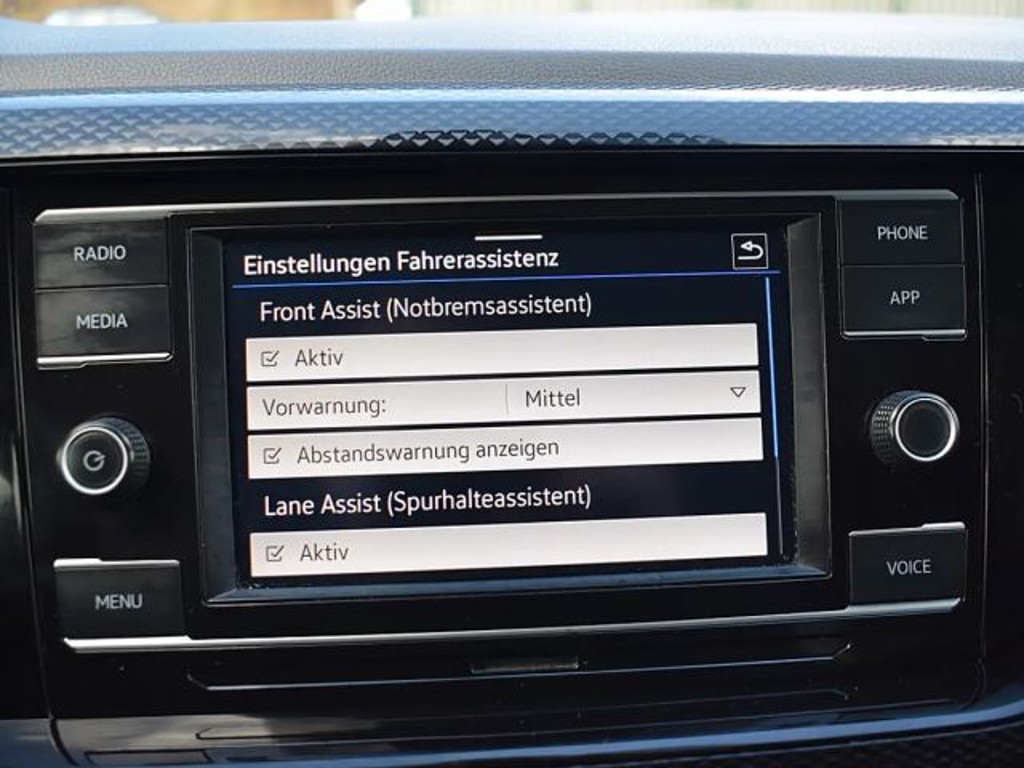 RADIO
MEDIA
MENU
Einstellungen Fahrerassistenz
Front Assist (Notbremsassistent)
Aktiv
Vorwarnung: Mittel
Abstandswarnung anzeigen
Lane Assist (Spurhalteassistent)
Aktiv
PHONE
APP
VOICE